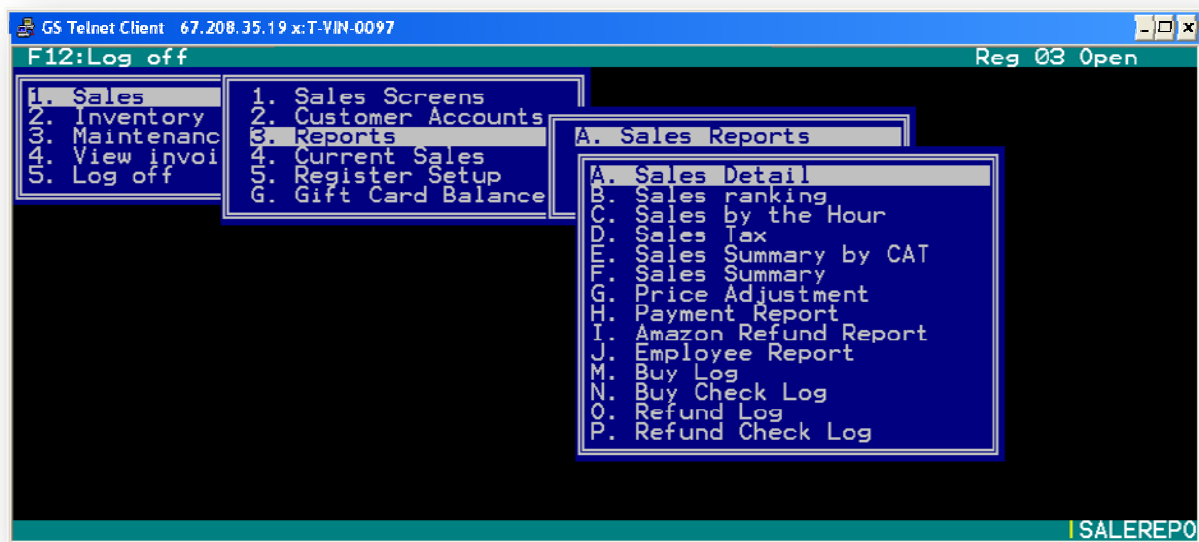 GS Telnet Client 67.208.35.19 x:T-VIN-0097
F12:Log off Reg 03 Open
1. Sales
2. Inventory
3. Maintenanc
4. View invoi
5. Log off
1. Sales Screens
2. Customer Accounts
3. Reports
4. Current Sales
5. Register Setup
G. Gift Card Balance
A. Sales Reports
A. Sales Detail
B. Sales ranking
C. Sales by the Hour
D. Sales Tax
E. Sales Summary by CAT
F. Sales Summary
G. Price Adjustment
H. Payment Report
I. Amazon Refund Report
J. Employee Report
M. Buy Log
N. Buy Check Log
O. Refund Log
P. Refund Check Log
SALEREPO